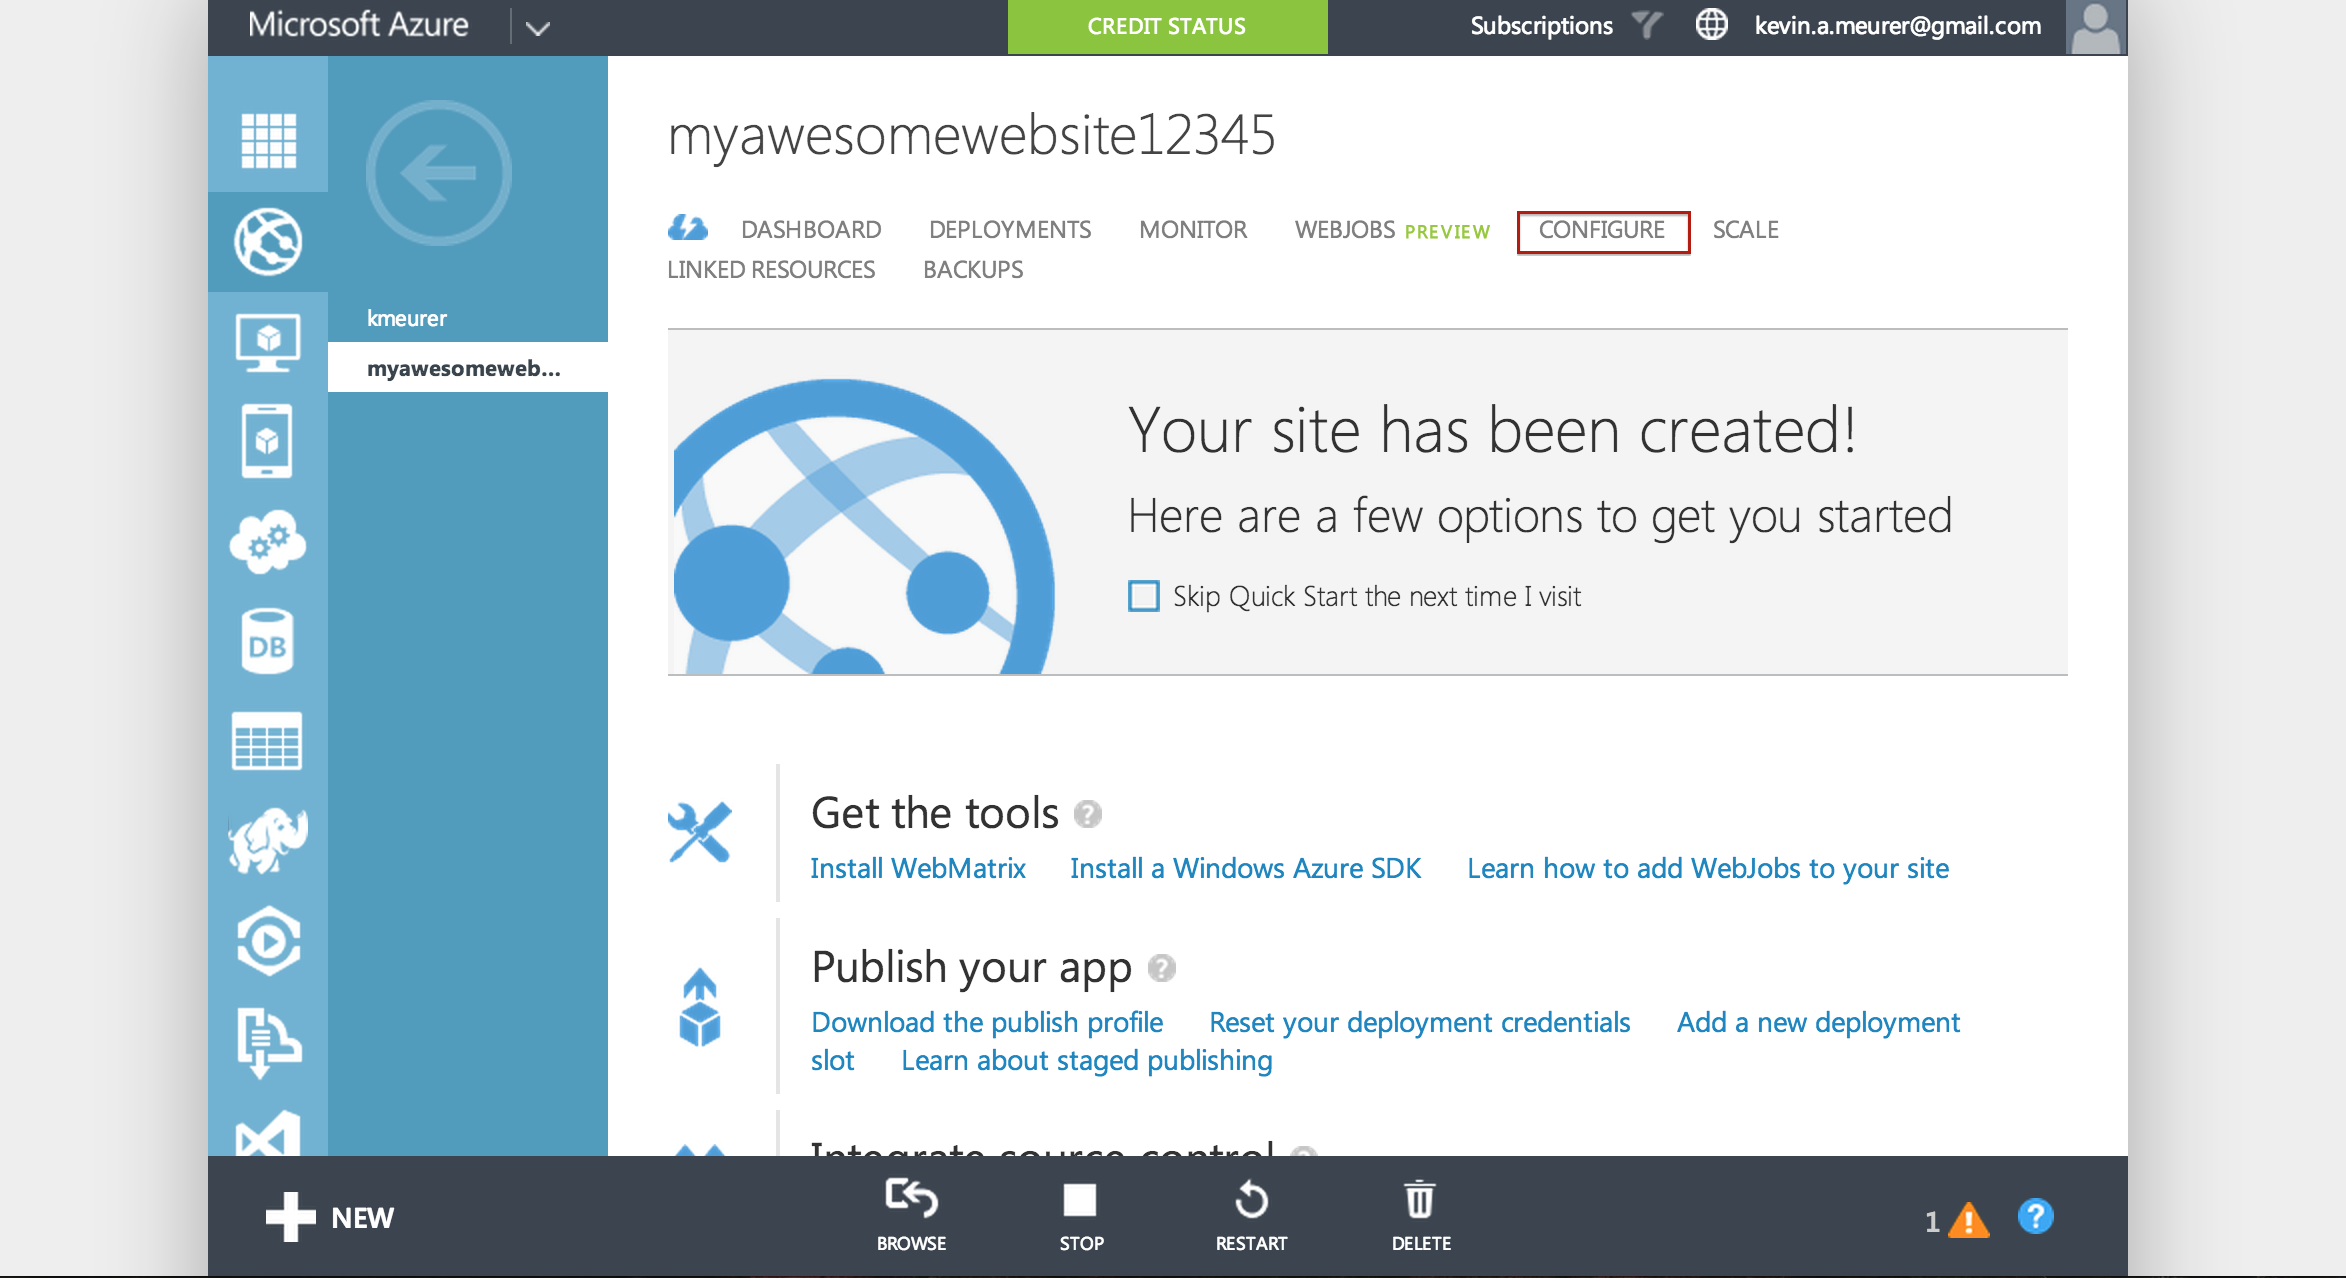 Microsoft Azure
CREDIT STATUS
Subscriptions
kevin.a.meurer@gmail.com
myawesomewebsite12345
DASHBOARD DEPLOYMENTS MONITOR WEBJOBS PREVIEW CONFIGURE SCALE
LINKED RESOURCES BACKUPS
kmeurer
myawesomeweb...
Your site has been created!
Here are a few options to get you started
Skip Quick Start the next time I visit
DB
Get the tools ?
Install WebMatrix Install a Windows Azure SDK Learn how to add WebJobs to your site
Publish your app ?
Download the publish profile Reset your deployment credentials Add a new deployment
slot Learn about staged publishing
Integrate source control ?
NEW
BROWSE
STOP
RESTART
DELETE
1
?